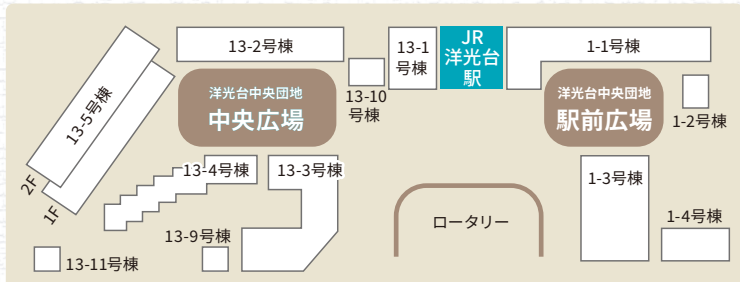 13-2号棟
13-1
号棟
JR
洋光台
駅
1-1号棟
13-5号棟
2F
1F
洋光台中央団地
中央広場
13-10
号棟
洋光台中央団地
駅前広場
1-2号棟
13-4号棟
13-3号棟
1-3号棟
ロータリー
1-4号棟
13-9号棟
13-11号棟